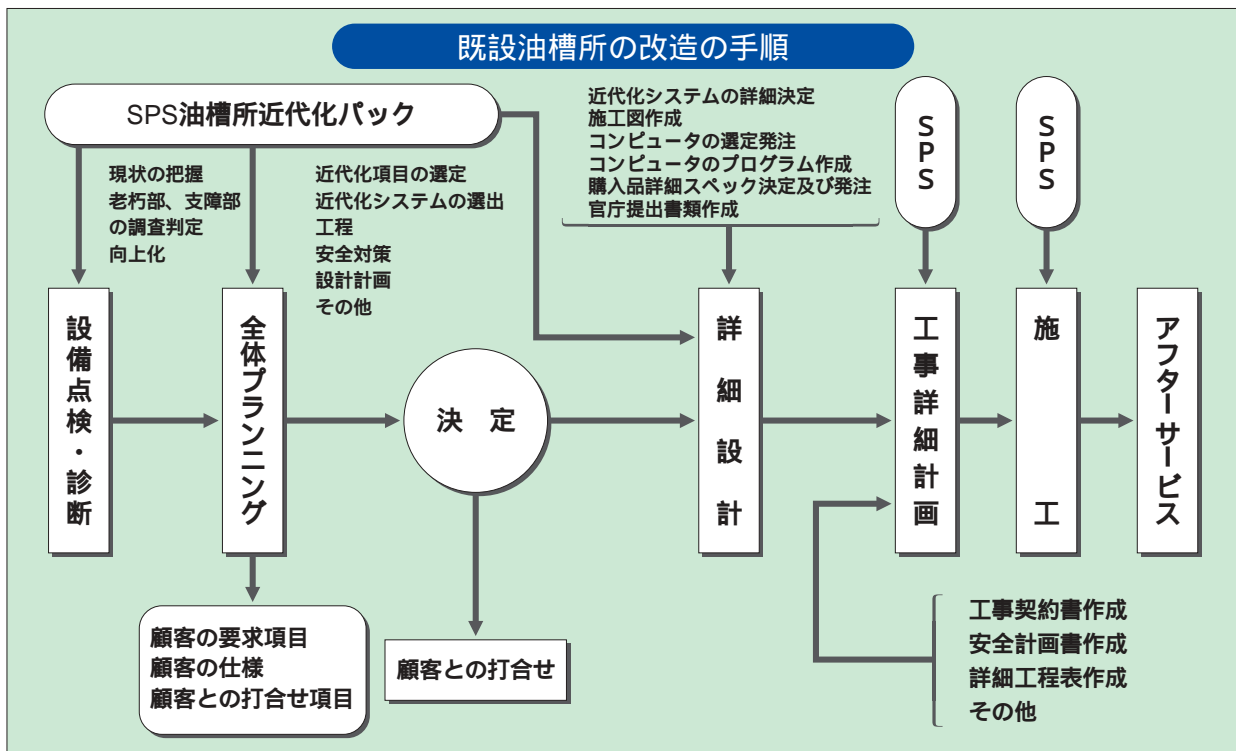 既設油槽所の改造の手順
SPS油槽所近代化パック
現状の把握
老朽部、支障部
の調査判定
向上化
近代化項目の選定
近代化システムの選出
工程
安全対策
設計計画
その他
近代化システムの詳細決定
施工図作成
コンピュータの選定発注
コンピュータのプログラム作成
購入品詳細スペック決定及び発注
官庁提出書類作成
SPS
SPS
設備点検・診断
全体プランニング
決 定
詳細設計
工事詳細計画
施工
アフターサービス
顧客の要求項目
顧客の仕様
顧客との打合せ項目
顧客との打合せ
工事契約書作成
安全計画書作成
詳細工程表作成
その他